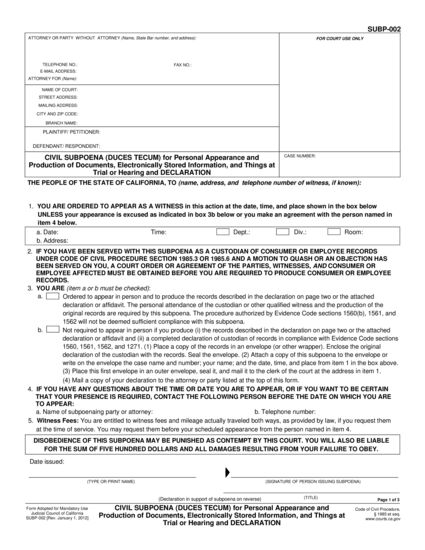 SUBP-002
ATTORNEY OR PARTY WITHOUT ATTORNEY (Name, State Bar number, and address):
FOR COURT USE ONLY
TELEPHONE NO.: FAX NO.:
E-MAIL ADDRESS:
ATTORNEY FOR (Name):
NAME OF COURT:
STREET ADDRESS:
MAILING ADDRESS:
CITY AND ZIP CODE:
BRANCH NAME:
PLAINTIFF/ PETITIONER:
DEFENDANT/ RESPONDENT:
CIVIL SUBPOENA (DUCES TECUM) for Personal Appearance and
Production of Documents, Electronically Stored Information, and Things at
Trial or Hearing and DECLARATION
CASE NUMBER:
THE PEOPLE OF THE STATE OF CALIFORNIA, TO (name, address, and telephone number of witness, if known):
1. YOU ARE ORDERED TO APPEAR AS A WITNESS in this action at the date, time, and place shown in the box below
UNLESS your appearance is excused as indicated in box 3b below or you make an agreement with the person named in
item 4 below.
a. Date: Time: Dept.: Div.: Room:
b. Address:
2. IF YOU HAVE BEEN SERVED WITH THIS SUBPOENA AS A CUSTODIAN OF CONSUMER OR EMPLOYEE RECORDS
UNDER CODE OF CIVIL PROCEDURE SECTION 1985.3 OR 1985.6 AND A MOTION TO QUASH OR AN OBJECTION HAS
BEEN SERVED ON YOU, A COURT ORDER OR AGREEMENT OF THE PARTIES, WITNESSES, AND CONSUMER OR
EMPLOYEE AFFECTED MUST BE OBTAINED BEFORE YOU ARE REQUIRED TO PRODUCE CONSUMER OR EMPLOYEE
RECORDS.
3. YOU ARE (item a or b must be checked):
a. Ordered to appear in person and to produce the records described in the declaration on page two or the attached
declaration or affidavit. The personal attendance of the custodian or other qualified witness and the production of the
original records are required by this subpoena. The procedure authorized by Evidence Code sections 1560(b), 1561, and
1562 will not be deemed sufficient compliance with this subpoena.
b. Not required to appear in person if you produce (i) the records described in the declaration on page two or the attached
declaration or affidavit and (ii) a completed declaration of custodian of records in compliance with Evidence Code sections
1560, 1561, 1562, and 1271. (1) Place a copy of the records in an envelope (or other wrapper). Enclose the original
declaration of the custodian with the records. Seal the envelope. (2) Attach a copy of this subpoena to the envelope or
write on the envelope the case name and number; your name; and the date, time, and place from item 1 in the box above.
(3) Place this first envelope in an outer envelope, seal it, and mail it to the clerk of the court at the address in item 1.
(4) Mail a copy of your declaration to the attorney or party listed at the top of this form.
4. IF YOU HAVE ANY QUESTIONS ABOUT THE TIME OR DATE YOU ARE TO APPEAR, OR IF YOU WANT TO BE CERTAIN
THAT YOUR PRESENCE IS REQUIRED, CONTACT THE FOLLOWING PERSON BEFORE THE DATE ON WHICH YOU ARE
TO APPEAR:
a. Name of subpoenaing party or attorney: b. Telephone number:
5. Witness Fees: You are entitled to witness fees and mileage actually traveled both ways, as provided by law, if you request them
at the time of service. You may request them before your scheduled appearance from the person named in item 4.
DISOBEDIENCE OF THIS SUBPOENA MAY BE PUNISHED AS CONTEMPT BY THIS COURT. YOU WILL ALSO BE LIABLE
FOR THE SUM OF FIVE HUNDRED DOLLARS AND ALL DAMAGES RESULTING FROM YOUR FAILURE TO OBEY.
Date issued:
(TYPE OR PRINT NAME) (SIGNATURE OF PERSON ISSUING SUBPOENA)
(Declaration in support of subpoena on reverse) (TITLE) Page 1 of 3
Form Adopted for Mandatory Use
Judicial Council of California
SUBP-002 [Rev. January 1, 2012]
CIVIL SUBPOENA (DUCES TECUM) for Personal Appearance and
Production of Documents, Electronically Stored Information, and Things at
Trial or Hearing and DECLARATION
Code of Civil Procedure,
§ 1985 et seq.
www.courts.ca.gov